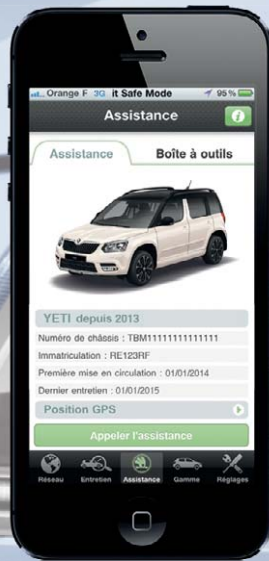 Orange F 3G it Safe Mode 95 %
Assistance
Assistance Boîte à outils
YETI depuis 2013
Numéro de châssis : TBM11111111111111
Immatriculation : RE123RF
Première mise en circulation : 01/01/2014
Dernier entretien : 01/01/2015
Position GPS
Appeler l'assistance
Réseau Entretien Assistance Gamme Réglages